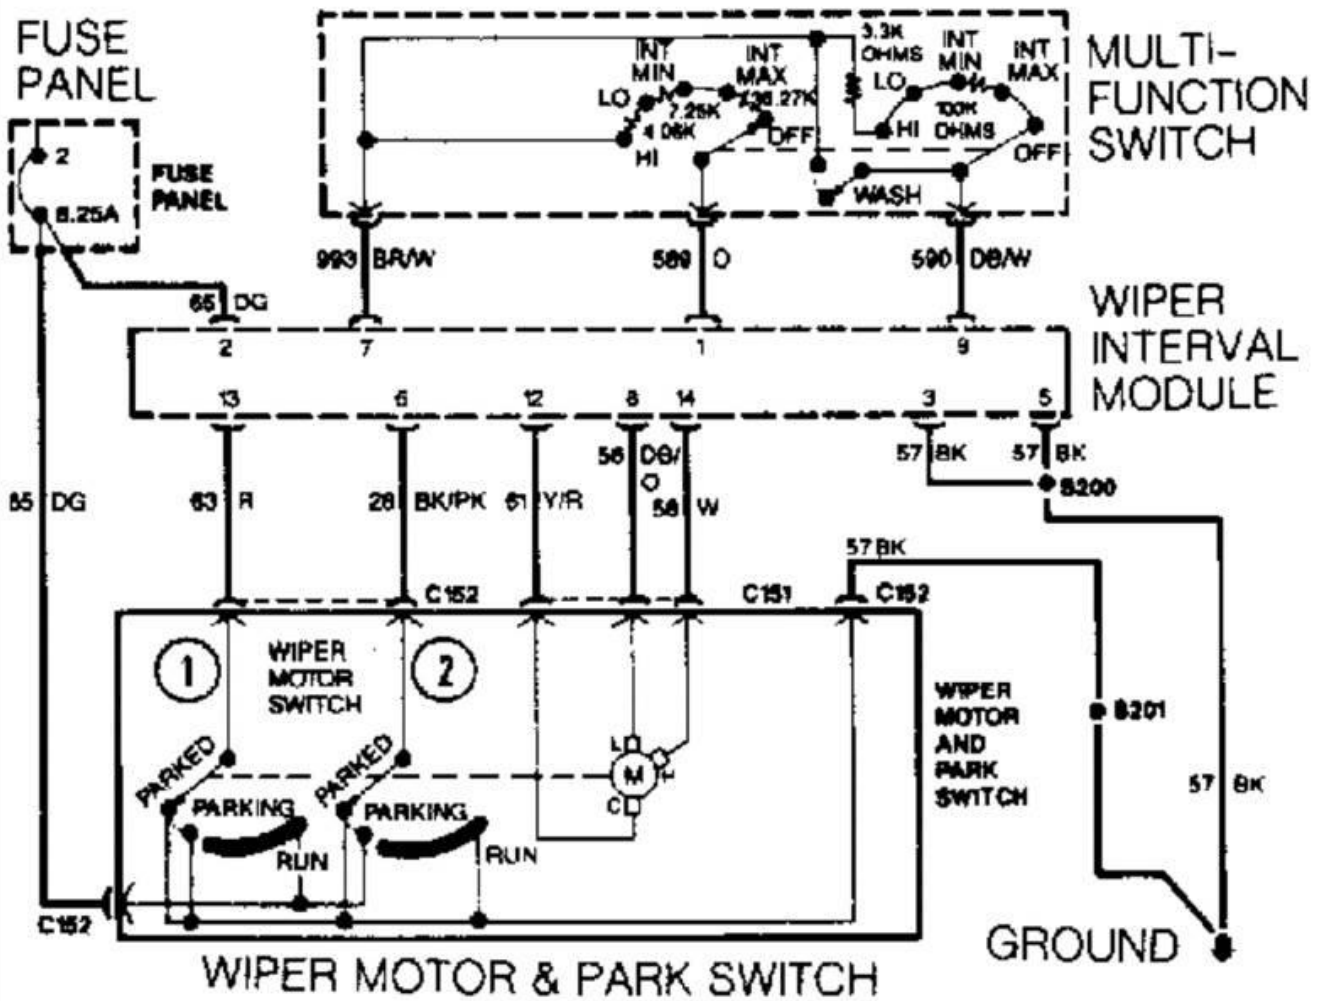 FUSE
PANEL
2
8.25A
FUSE
PANEL
INT
MIN
INT
MAX
LO
7.25K
36.27K
4.08K
HI
OFF
3.3K
OHMS
LO
INT
MIN
INT
MAX
100K
OHMS
HI
OFF
WASH
MULTI-
FUNCTION
SWITCH
993 BR/W
589 O
590 DB/W
65 DG
2 7 1 9
13 6 12 8 14 3 5
WIPER
INTERVAL
MODULE
65 DG
63 R
28 BK/PK
61 Y/R
56 DB/
O
58 W
57 BK
57 BK
S200
57 BK
C152
C151
C152
1
WIPER
MOTOR
SWITCH
2
PARKED
PARKING
RUN
PARKED
PARKING
RUN
L
M
H
C
WIPER
MOTOR
AND
PARK
SWITCH
S201
57 BK
C152
GROUND
WIPER MOTOR & PARK SWITCH